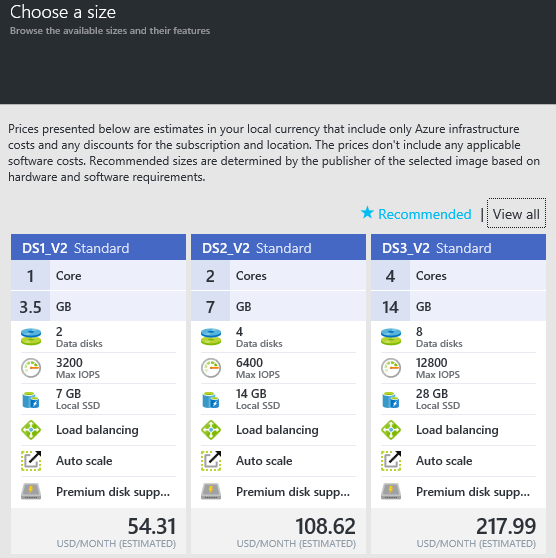 Choose a size
Browse the available sizes and their features
Prices presented below are estimates in your local currency that include only Azure infrastructure
costs and any discounts for the subscription and location. The prices don't include any applicable
software costs. Recommended sizes are determined by the publisher of the selected image based on
hardware and software requirements.
★ Recommended | View all
DS1_V2 Standard
1 Core
3.5 GB
2
Data disks
3200
Max IOPS
7 GB
Local SSD
Load balancing
Auto scale
Premium disk supp...
54.31
USD/MONTH (ESTIMATED)
DS2_V2 Standard
2 Cores
7 GB
4
Data disks
6400
Max IOPS
14 GB
Local SSD
Load balancing
Auto scale
Premium disk supp...
108.62
USD/MONTH (ESTIMATED)
DS3_V2 Standard
4 Cores
14 GB
8
Data disks
12800
Max IOPS
28 GB
Local SSD
Load balancing
Auto scale
Premium disk supp...
217.99
USD/MONTH (ESTIMATED)